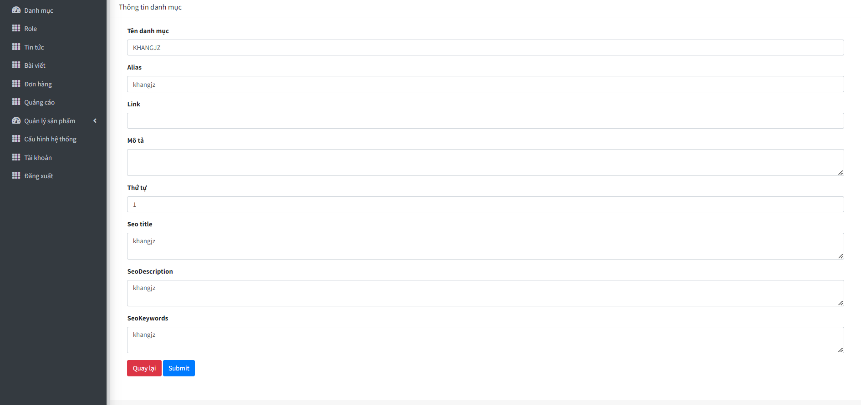 Danh mục
Role
Tin tức
Bài viết
Đơn hàng
Quảng cáo
Quản lý sản phẩm
Cấu hình hệ thống
Tài khoản
Đăng xuất
Thông tin danh mục
Tên danh mục
KHANGJZ
Alias
khangjz
Link
Mô tả
Thứ tự
1
Seo title
khangjz
SeoDescription
khangjz
SeoKeywords
khangjz
Quay lại
Submit